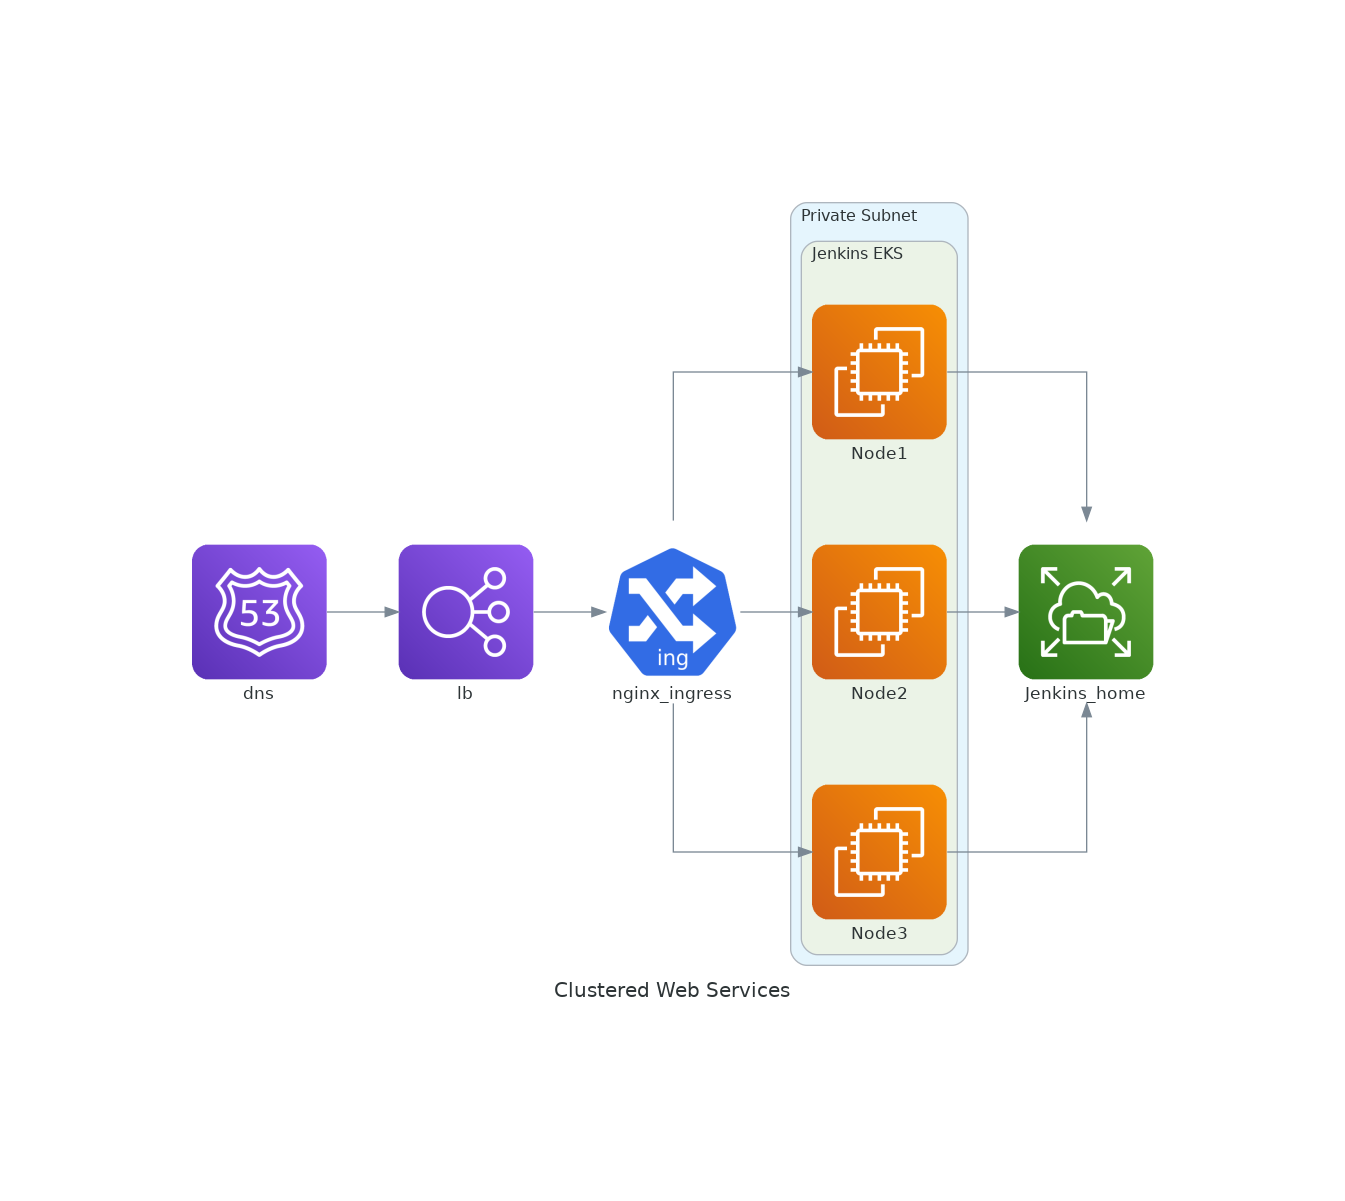 Private Subnet
Jenkins EKS
Node1
53
ing
dns
lb
nginx_ingress
Node2
Jenkins_home
Node3
Clustered Web Services